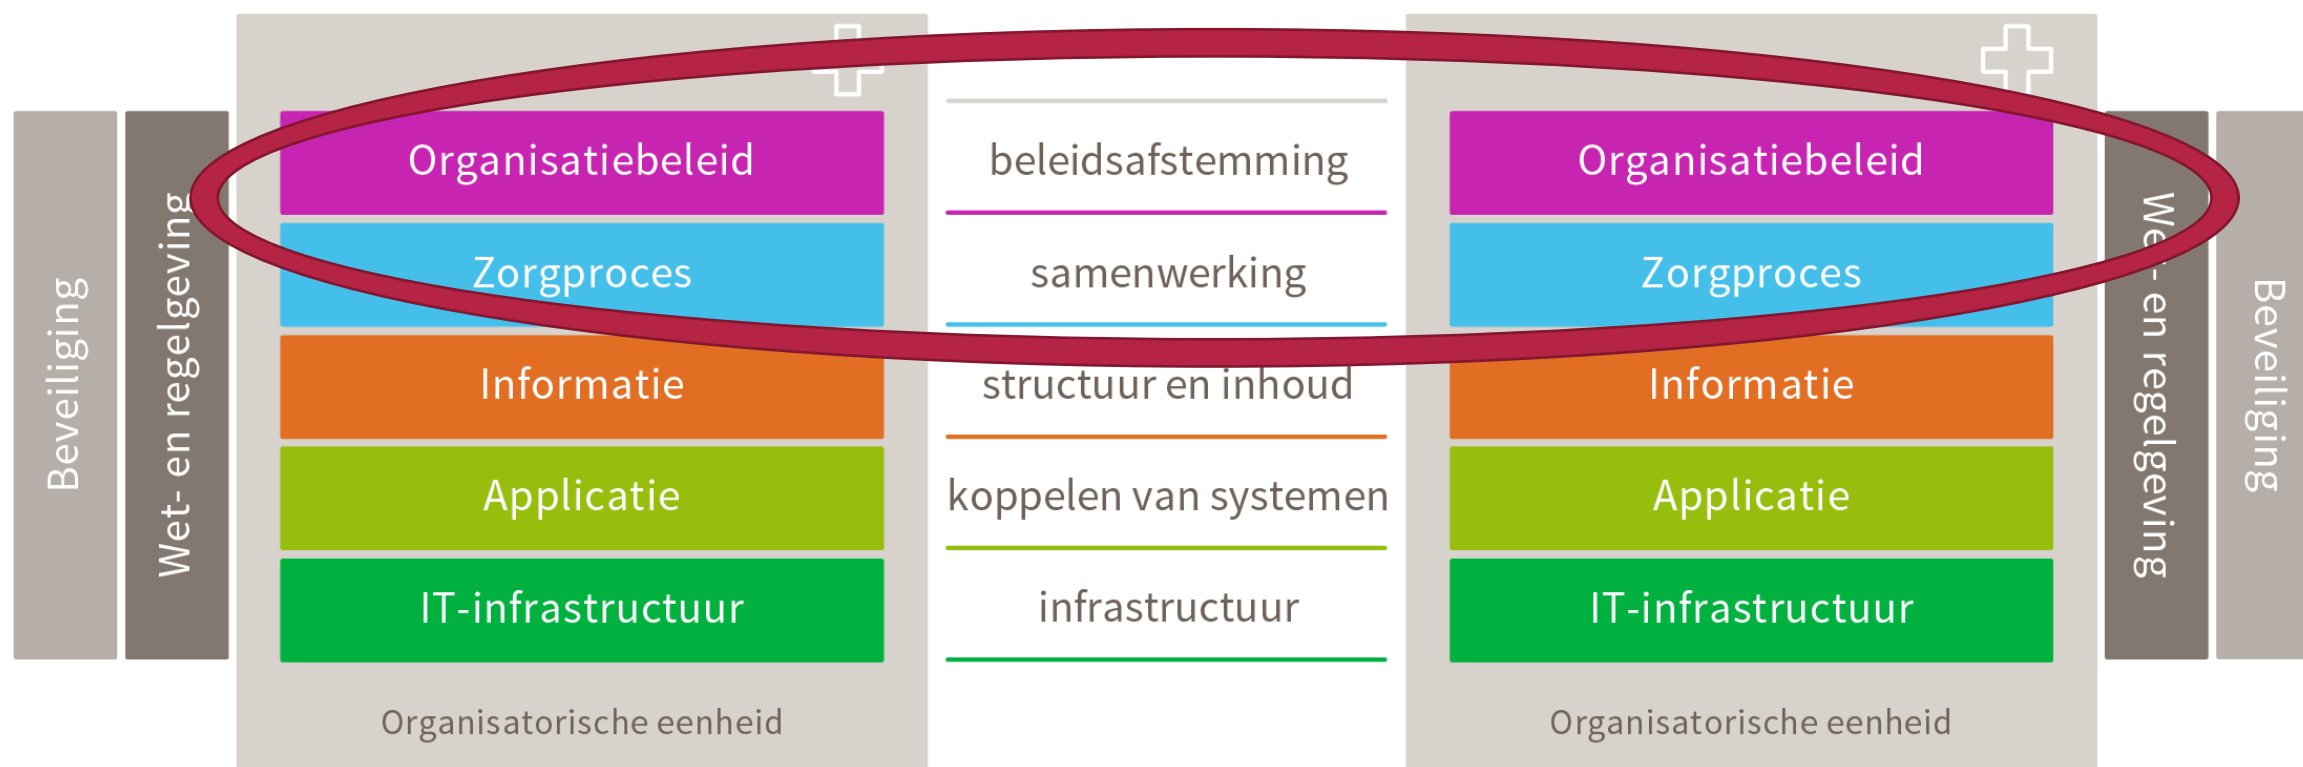 Beveiliging
Wet- en regelgeving
Organisatiebeleid
Zorgproces
Informatie
Applicatie
IT-infrastructuur
Organisatorische eenheid
beleidsafstemming
samenwerking
structuur en inhoud
koppelen van systemen
infrastructuur
Organisatiebeleid
Zorgproces
Informatie
Applicatie
IT-infrastructuur
Organisatorische eenheid
Wet- en regelgeving
Beveiliging